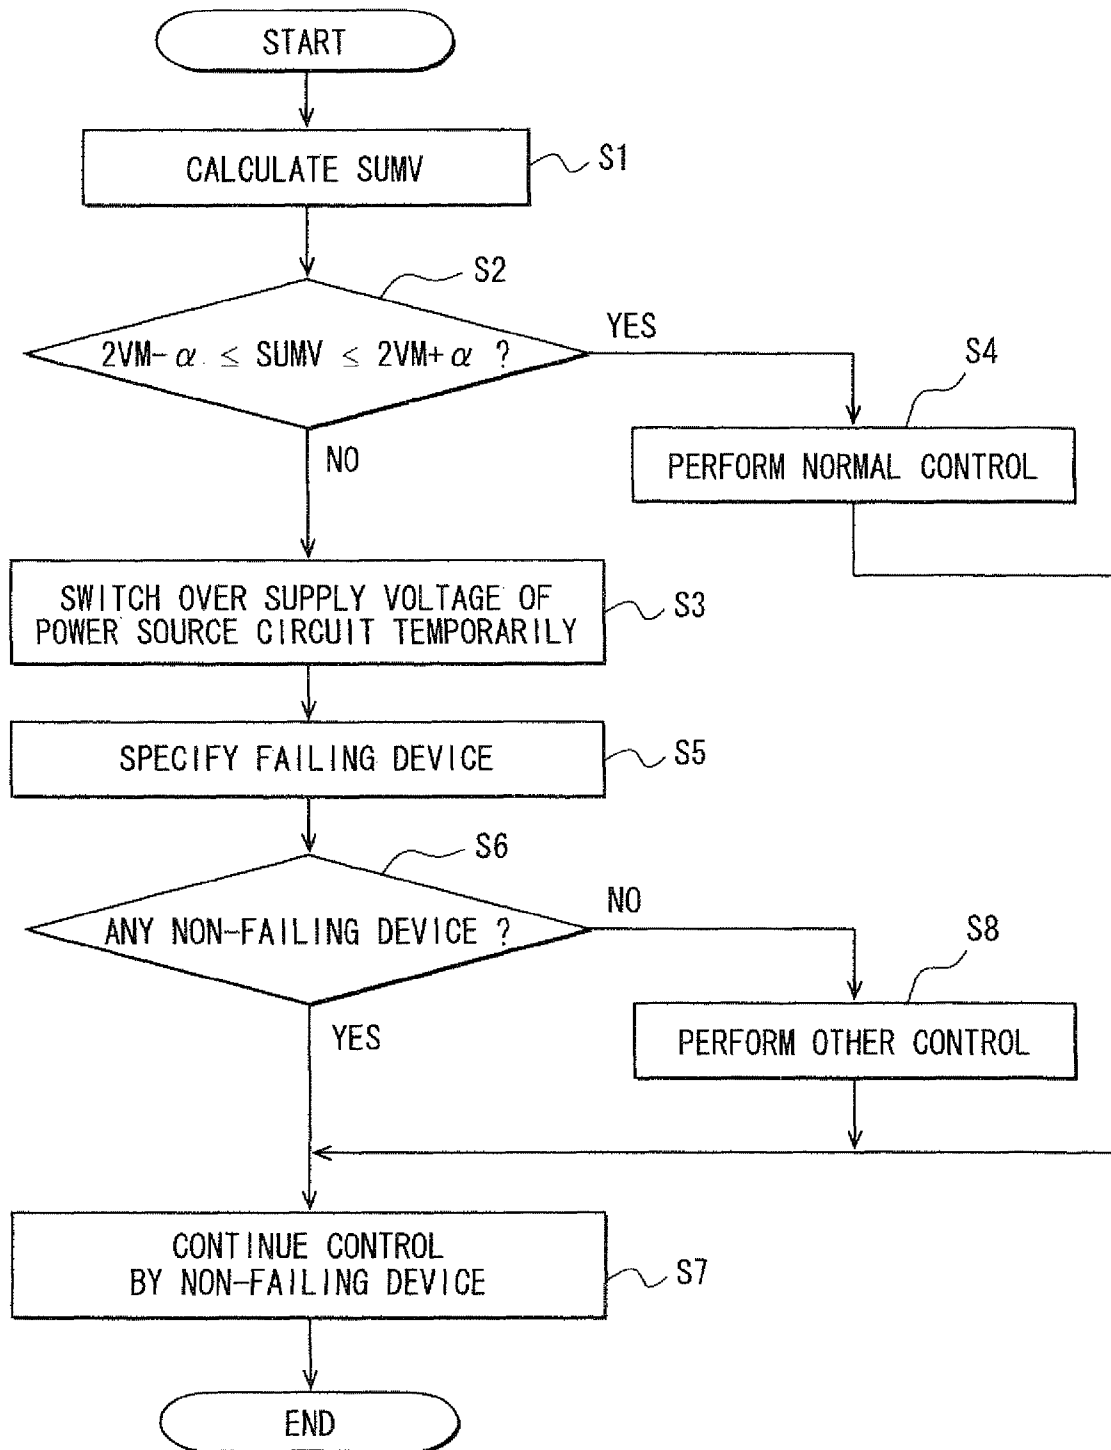 START
CALCULATE SUMV
S1
S2
2VM-α ≤ SUMV ≤ 2VM+α ?
YES
S4
NO
PERFORM NORMAL CONTROL
SWITCH OVER SUPPLY VOLTAGE OF
POWER SOURCE CIRCUIT TEMPORARILY
S3
SPECIFY FAILING DEVICE
S5
S6
ANY NON-FAILING DEVICE ?
NO
S8
YES
PERFORM OTHER CONTROL
CONTINUE CONTROL
BY NON-FAILING DEVICE
S7
END